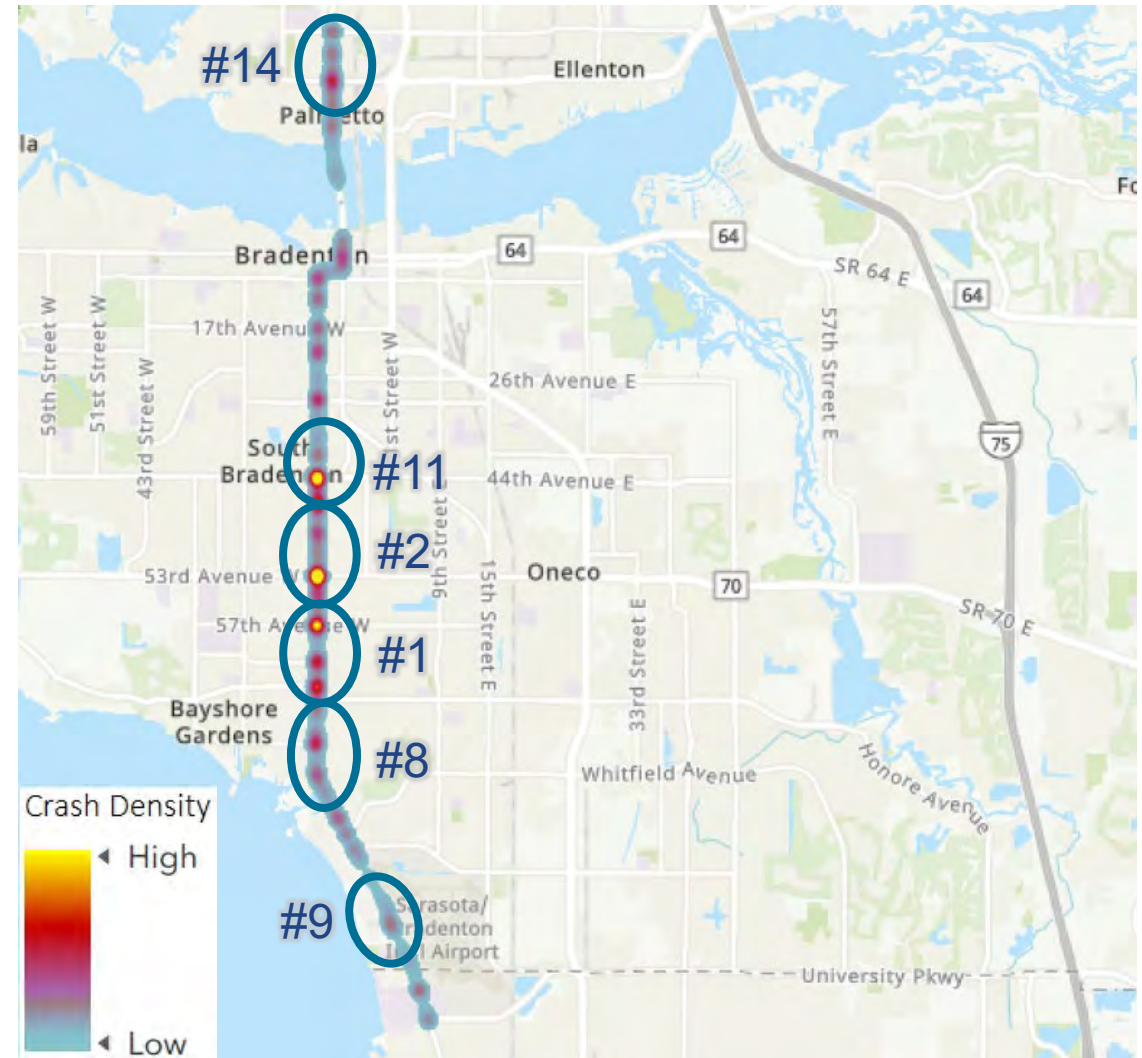 #14
Ellenton
Palmetto
la
Fo
Bradenton
64
64
SR 64 E
64
17th Avenue W
59th Street W
51st Street W
43rd Street W
1st Street W
26th Avenue E
57th Street E
75
South
Bradenton
#11
44th Avenue E
9th Street E
#2
53rd Avenue W
Oneco
70
15th Street E
SR 70 E
57th Avenue W
#1
33rd Street E
Bayshore
Gardens
#8
Whitfield Avenue
Honore Avenue
Crash Density
High
Low
#9
Sarasota/
Bradenton
Intl Airport
University Pkwy